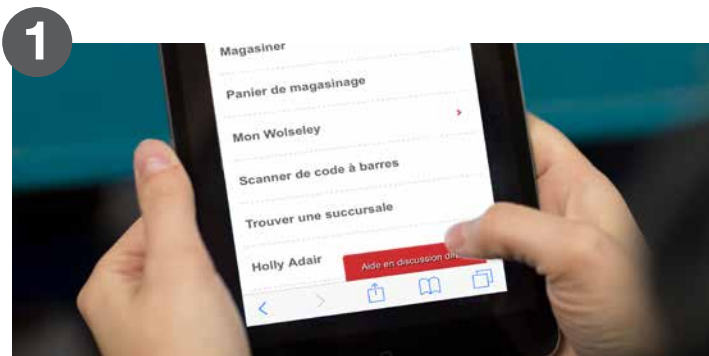 1
Magasiner
Panier de magasinage
Mon Wolseley
Scanner de code à barres
Trouver une succursale
Holly Adair
Aide en discussion